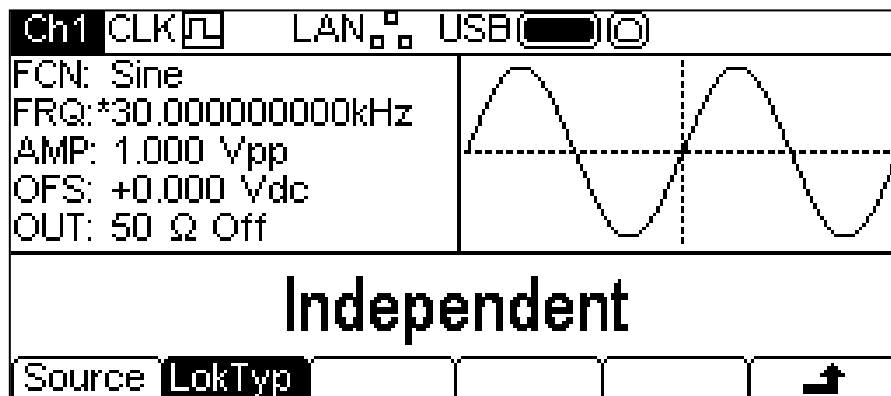 Ch1 CLK LAN USB
FCN: Sine
FRQ:*30.000000000kHz
AMP: 1.000 Vpp
OFS: +0.000 Vdc
OUT: 50 Ω Off
Independent
Source LokTyp